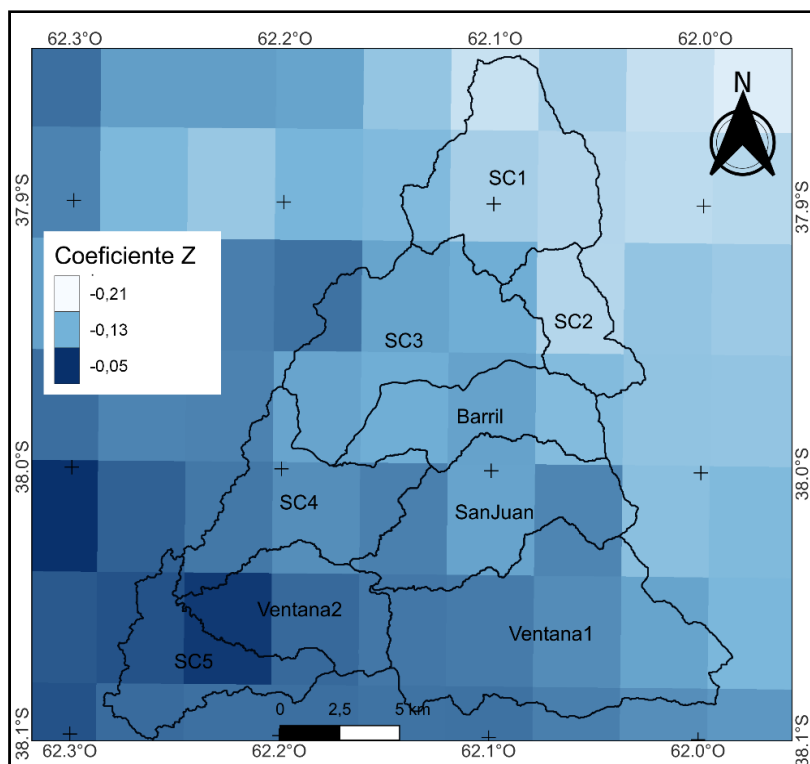 62.3°O 62.2°O 62.1°O 62.0°O
N
37.9°S 37.9°S
SC1
Coeficiente Z
-0.21
-0,13
-0,05
SC2
SC3
Barril
38.0°S 38.0°S
SC4
SanJuan
Ventana2
Ventana1
SC5
0 2,5 5 km
38.1°S 38.1°S
62.3°O 62.2°O 62.1°O 62.0°O